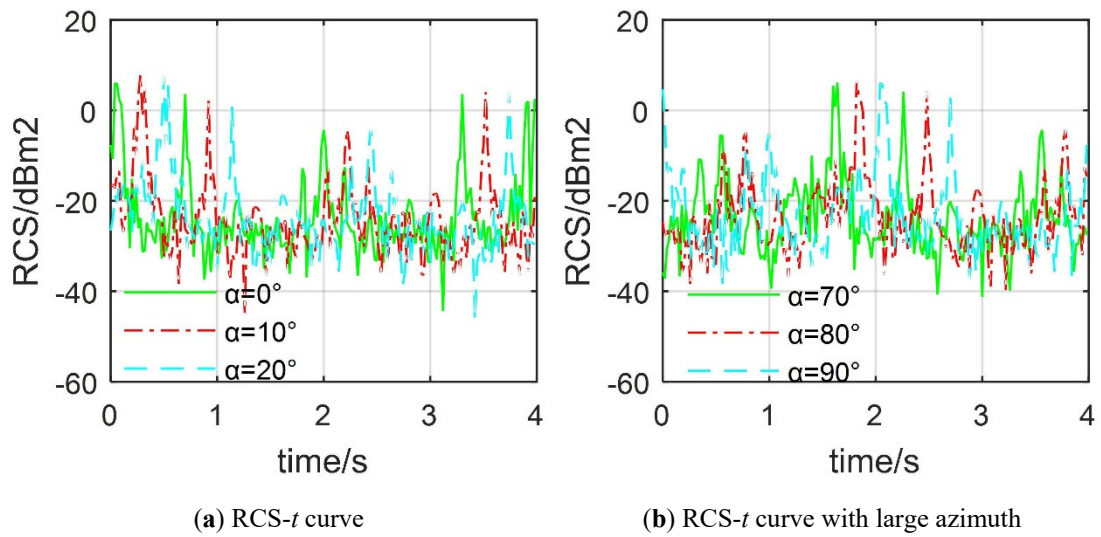 20
0
-20
-40
-60
RCS/dBm2
α=0°
α=10°
α=20°
0 1 2 3 4
time/s
(a) RCS-t curve
20
0
-20
-40
-60
RCS/dBm2
α=70°
α=80°
α=90°
0 1 2 3 4
time/s
(b) RCS-t curve with large azimuth